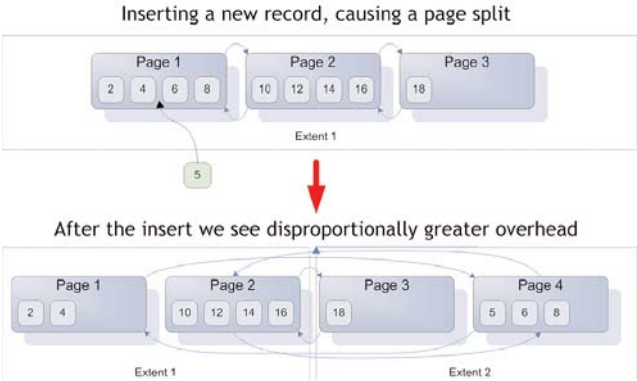 Inserting a new record, causing a page split
Page 1 Page 2 Page 3
2 4 6 8 10 12 14 16 18
Extent 1
5
After the insert we see disproportionally greater overhead
Page 1 Page 2 Page 3 Page 4
2 4 10 12 14 16 18 5 6 8
Extent 1 Extent 2